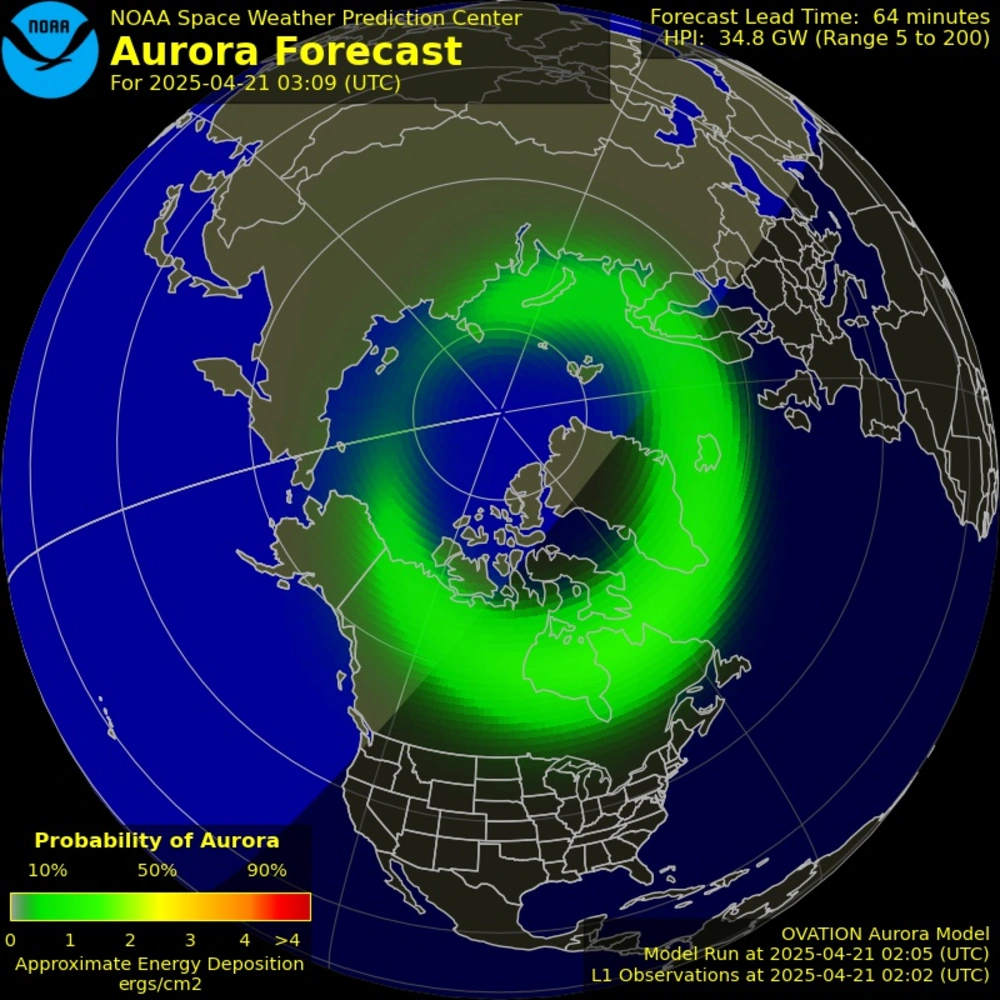 NOAA
NOAA Space Weather Prediction Center
Aurora Forecast
For 2025-04-21 03:09 (UTC)
Forecast Lead Time: 64 minutes
HPI: 34.8 GW (Range 5 to 200)
Probability of Aurora
10% 50% 90%
0 1 2 3 4 >4
Approximate Energy Deposition
ergs/cm2
OVATION Aurora Model
Model Run at 2025-04-21 02:05 (UTC)
L1 Observations at 2025-04-21 02:02 (UTC)